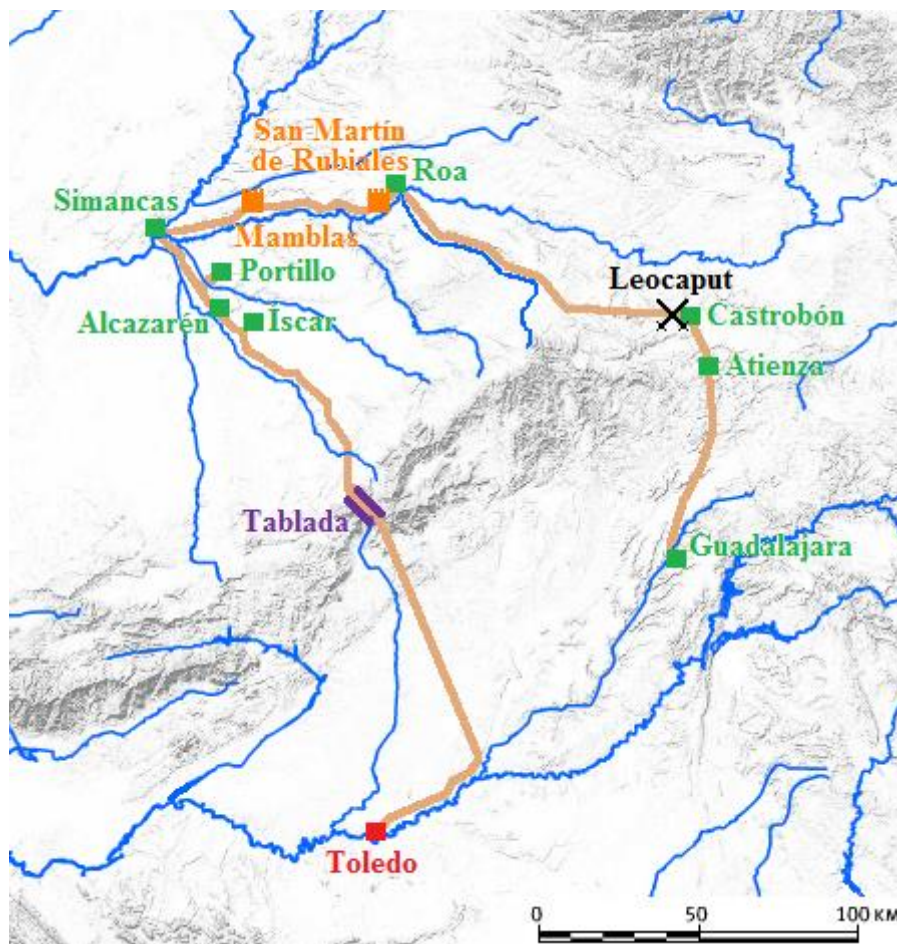 San Martín
de Rubiales
Roa
Simancas
Mamblas
Portillo
Leocaput
Alcazarén
Íscar
Castrobón
Atienza
Tablada
Guadalajara
Toledo
0 50 100 км